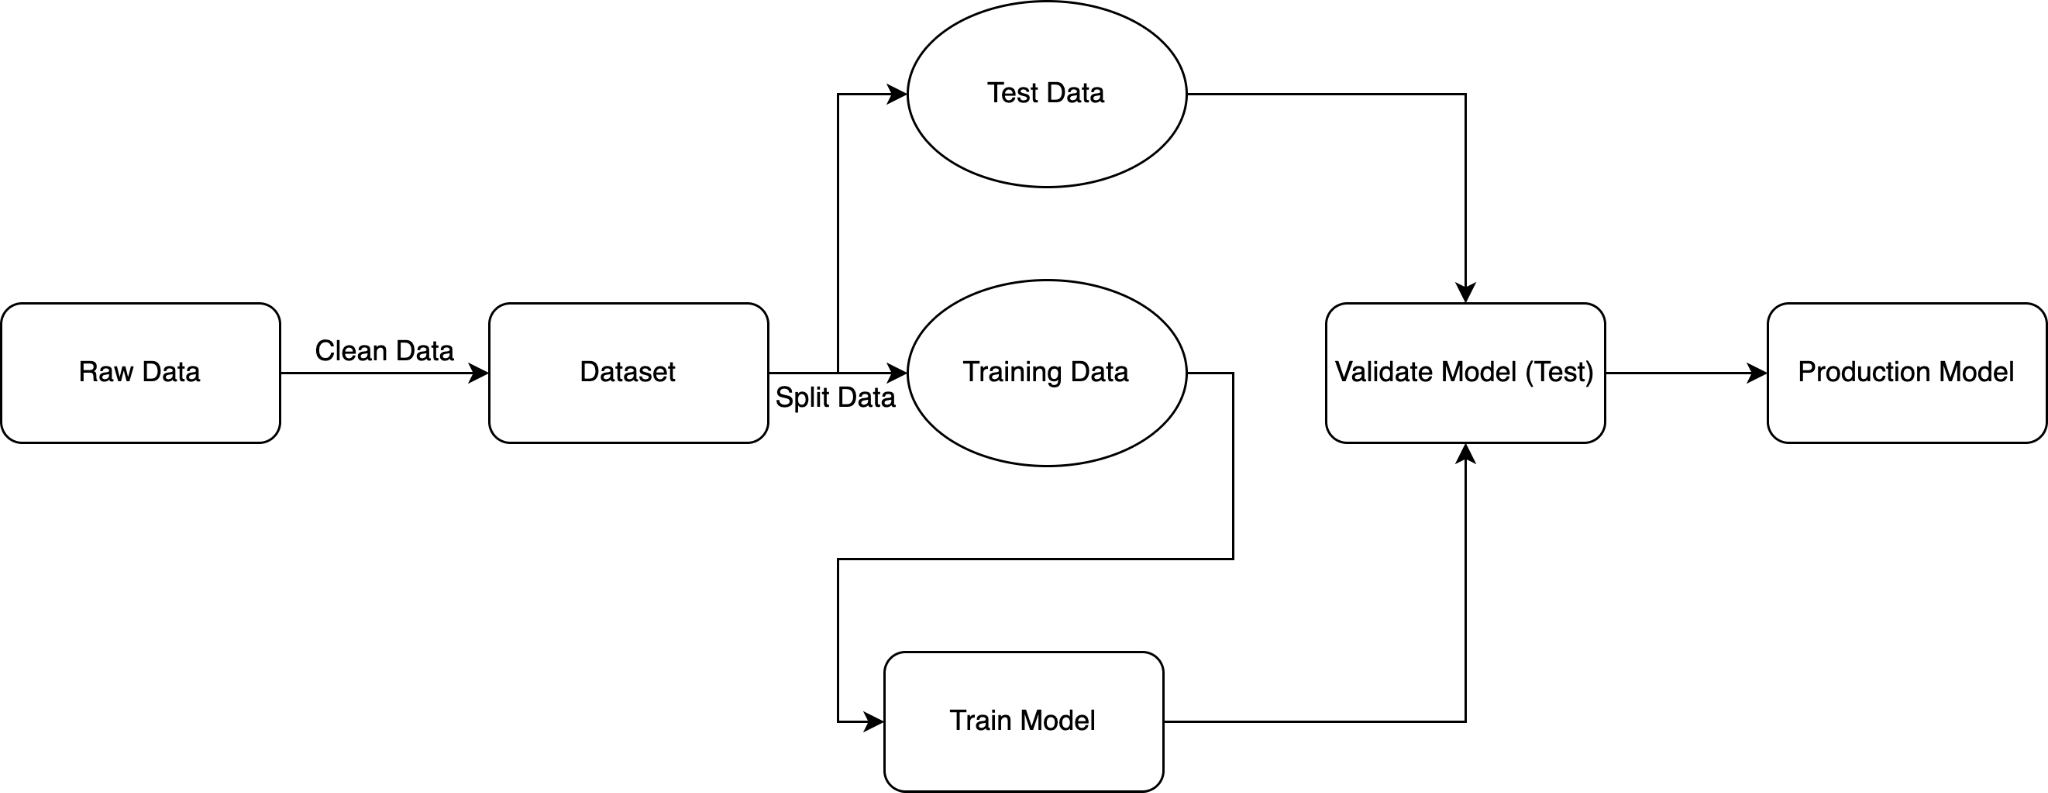 Test Data
Raw Data
Clean Data
Dataset
Split Data
Training Data
Validate Model (Test)
Production Model
Train Model